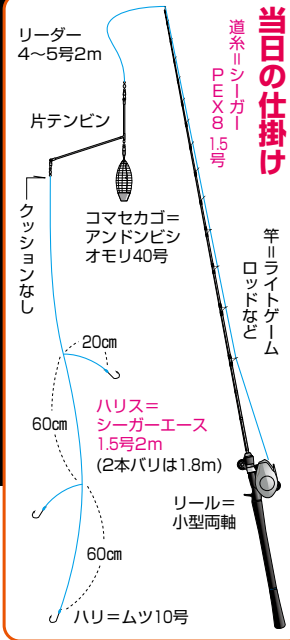 当日の仕掛け
道糸＝シーガー
PEX8 1.5号
竿＝ライトゲーム
ロッドなど
リーダー
4～5号2m
片テンビン
クッションなし
コマセカゴ＝
アンドンビシ
オモリ40号
20cm
60cm
ハリス＝
シーガーエース
1.5号2m
(2本バリは1.8m)
リール＝
小型両軸
60cm
ハリ＝ムツ10号